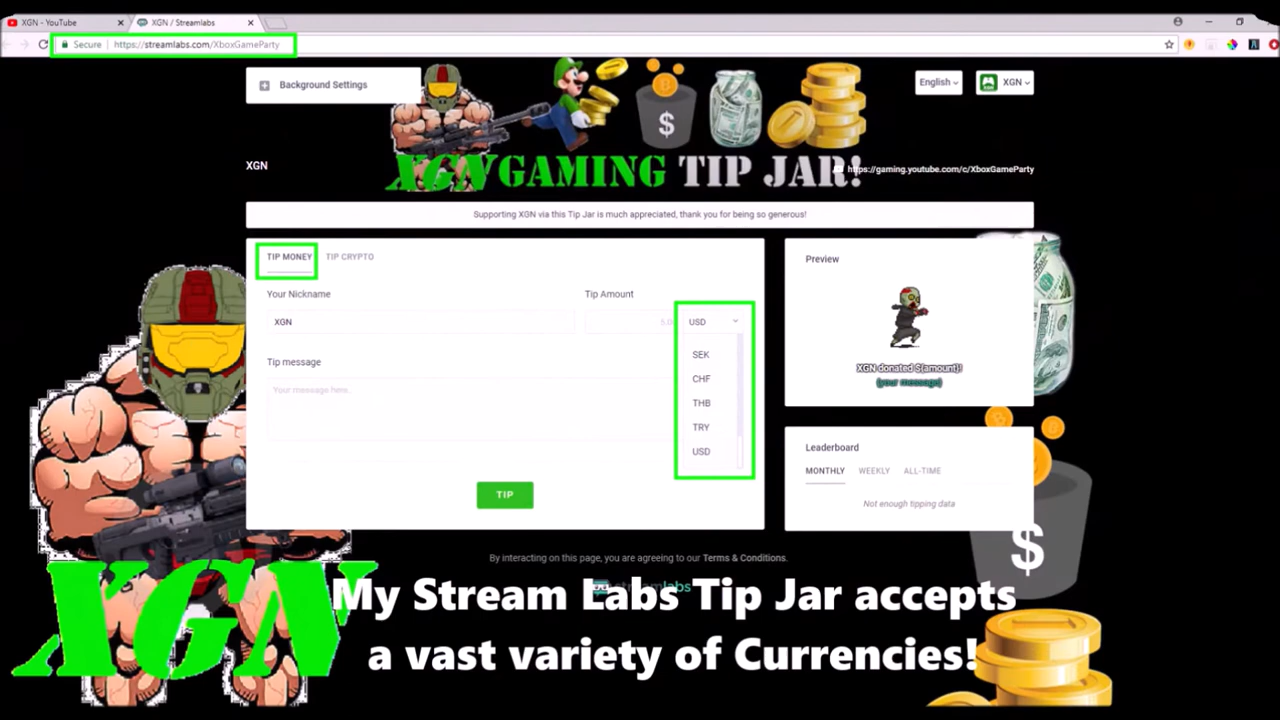 XGN - YouTube
XGN / Streamlabs
Secure
https://streamlabs.com/XboxGameParty
Background Settings
English
XGN
$
XGN
XGN GAMING TIP JAR!
https://gaming.youtube.com/c/XboxGameParty
Supporting XGN via this Tip Jar is much appreciated, thank you for being so generous!
TIP MONEY
TIP CRYPTO
Your Nickname
Tip Amount
XGN
5.0
USD
SEK
CHF
THB
TRY
USD
Tip message
Your message here.
TIP
Preview
XGN donated ${amount}!
(your message)
Leaderboard
MONTHLY
WEEKLY
ALL-TIME
Not enough tipping data
By interacting on this page, you are agreeing to our Terms & Conditions.
streamlabs
$
XGN
My Stream Labs Tip Jar accepts
a vast variety of Currencies!